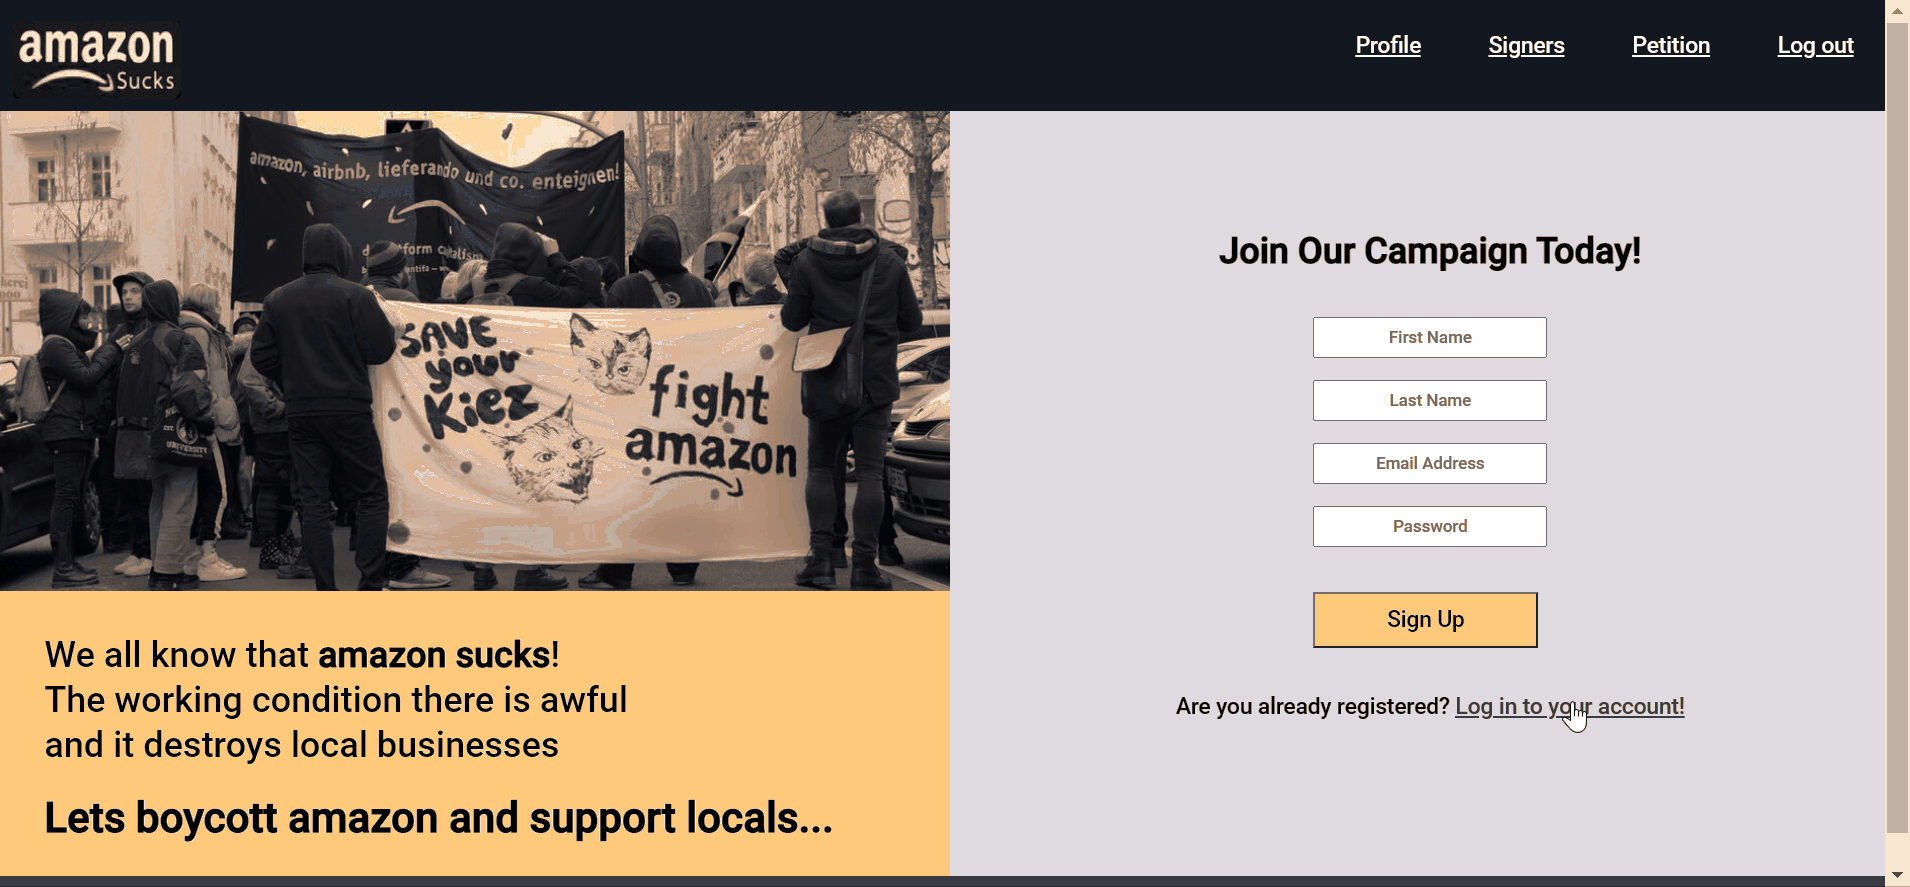 amazon
Sucks
Profile
Signers
Petition
Log out
amazon, airbnb, lieferando und co. enteignen!
form
SAVE
your
Kiez
fight
amazon
UNIVERSITY
We all know that amazon sucks!
The working condition there is awful
and it destroys local businesses
Lets boycott amazon and support locals...
Join Our Campaign Today!
First Name
Last Name
Email Address
Password
Sign Up
Are you already registered? Log in to your account!